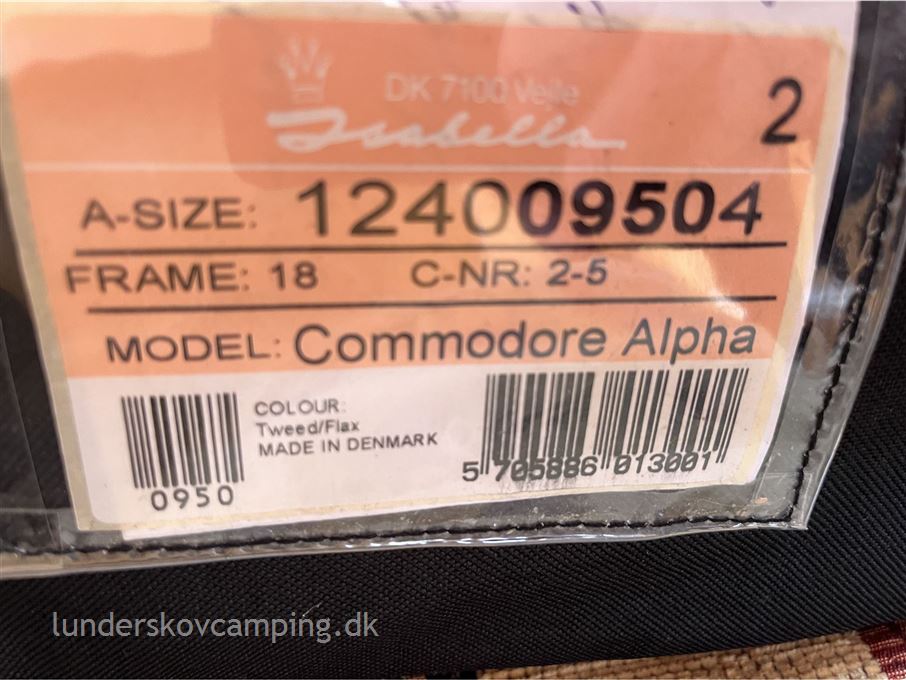 DK 7100 Vejle
Isabella
2
A-SIZE: 124009504
FRAME: 18 C-NR: 2-5
MODEL: Commodore Alpha
COLOUR:
Tweed/Flax
MADE IN DENMARK
0950
5 705886 013001
lunderskovcamping.dk